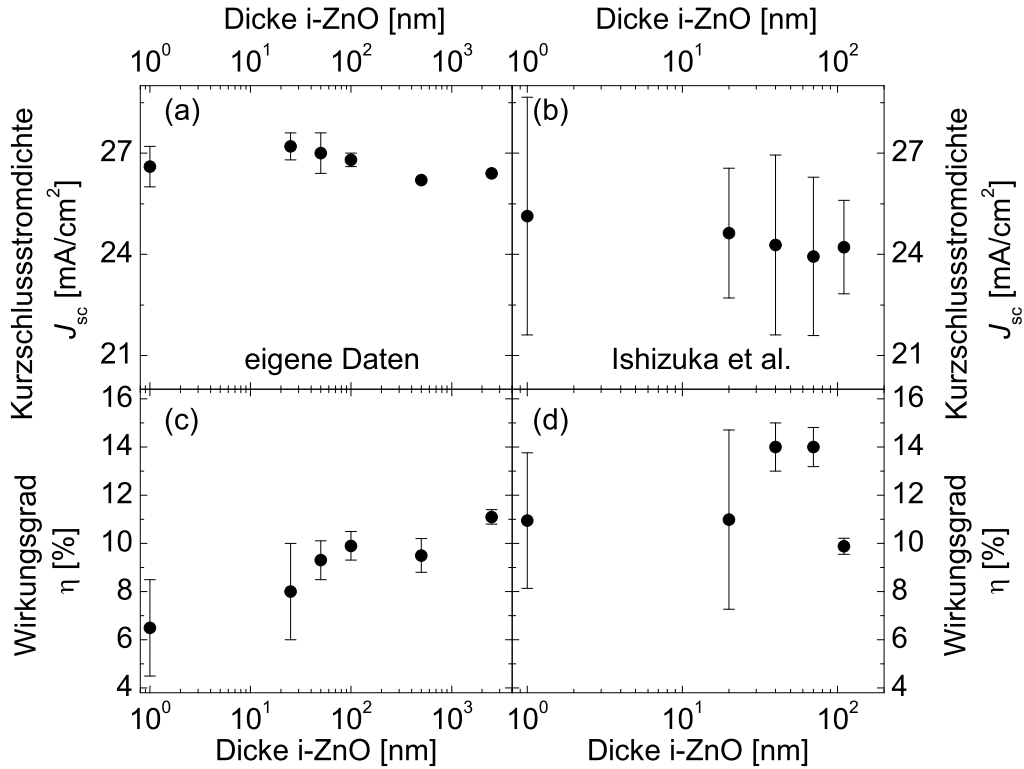 Dicke i-ZnO [nm] Dicke i-ZnO [nm]
10⁰ 10¹ 10² 10³ 10⁰ 10¹ 10²
(a) (b)
Kurzschlussstromdichte
J_sc [mA/cm²]
27
24
21
eigene Daten Ishizuka et al.
27
24
21
Kurzschlussstromdichte
J_sc [mA/cm²]
(c) (d)
Wirkungsgrad
η [%]
16
14
12
10
8
6
4
16
14
12
10
8
6
4
Wirkungsgrad
η [%]
10⁰ 10¹ 10² 10³ 10⁰ 10¹ 10²
Dicke i-ZnO [nm] Dicke i-ZnO [nm]